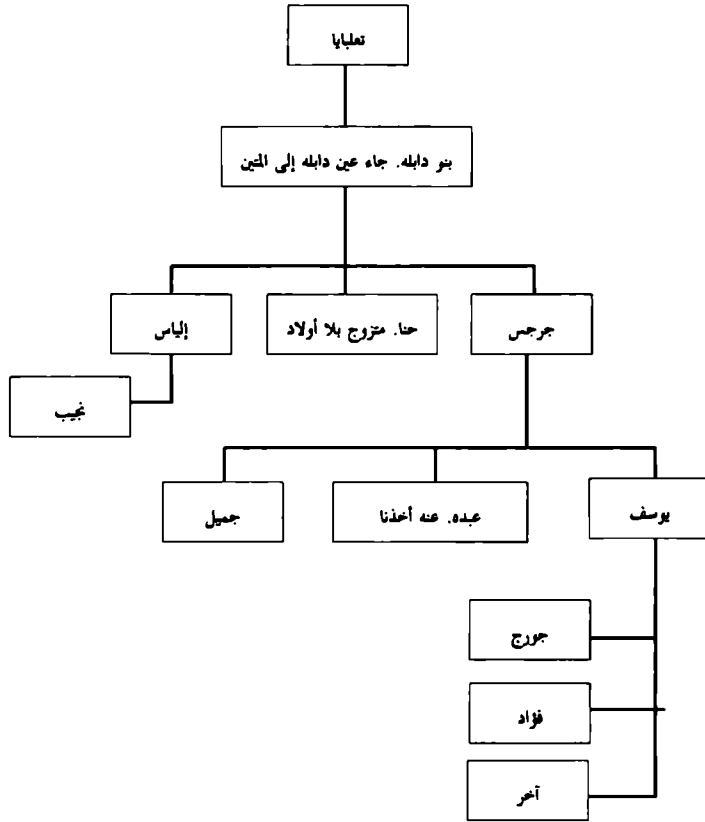 تعلبايا
بنو دابله. جاء عين دابله إلى المتين
جرجس
حنا. متزوج بلا أولاد
إلياس
نجيب
يوسف
عبده. عنه أخذنا
جميل
جورج
فؤاد
آخر